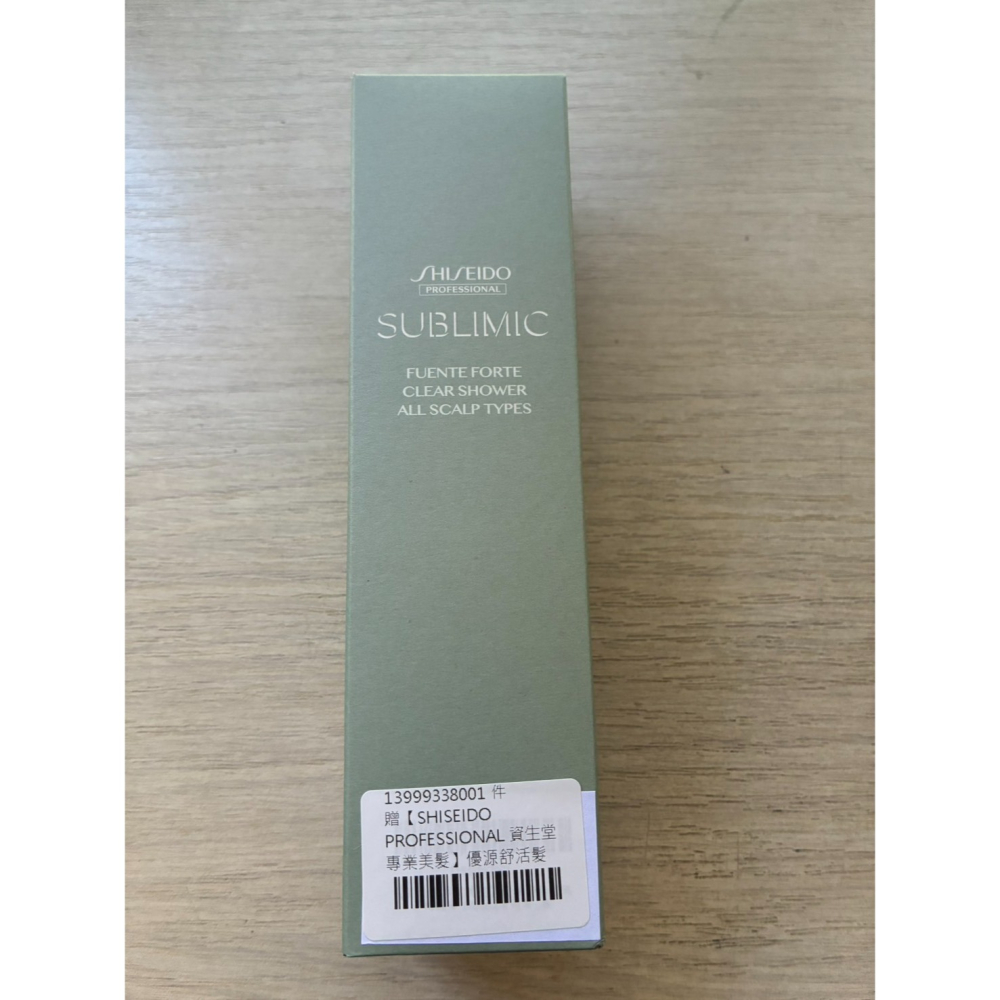 SHISEIDO
PROFESSIONAL
SUBLIMIC
FUENTE FORTE
CLEAR SHOWER
ALL SCALP TYPES
13999338001 件
贈【SHISEIDO
PROFESSIONAL 資生堂
專業美髮】優源舒活髮